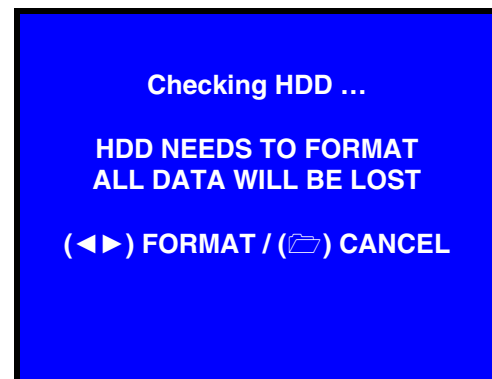 Checking HDD …
HDD NEEDS TO FORMAT
ALL DATA WILL BE LOST
(◄►) FORMAT / (🗁) CANCEL